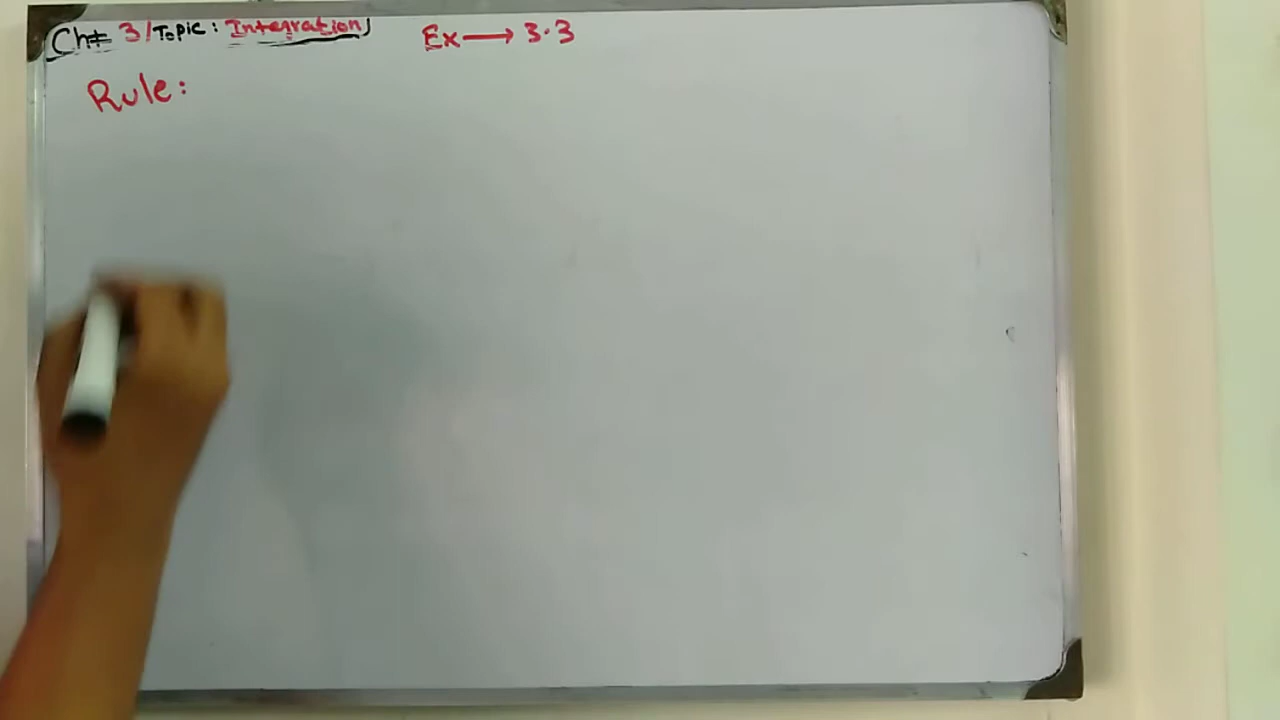 Ch# 3/Topic: Integration Ex → 3.3
Rule: